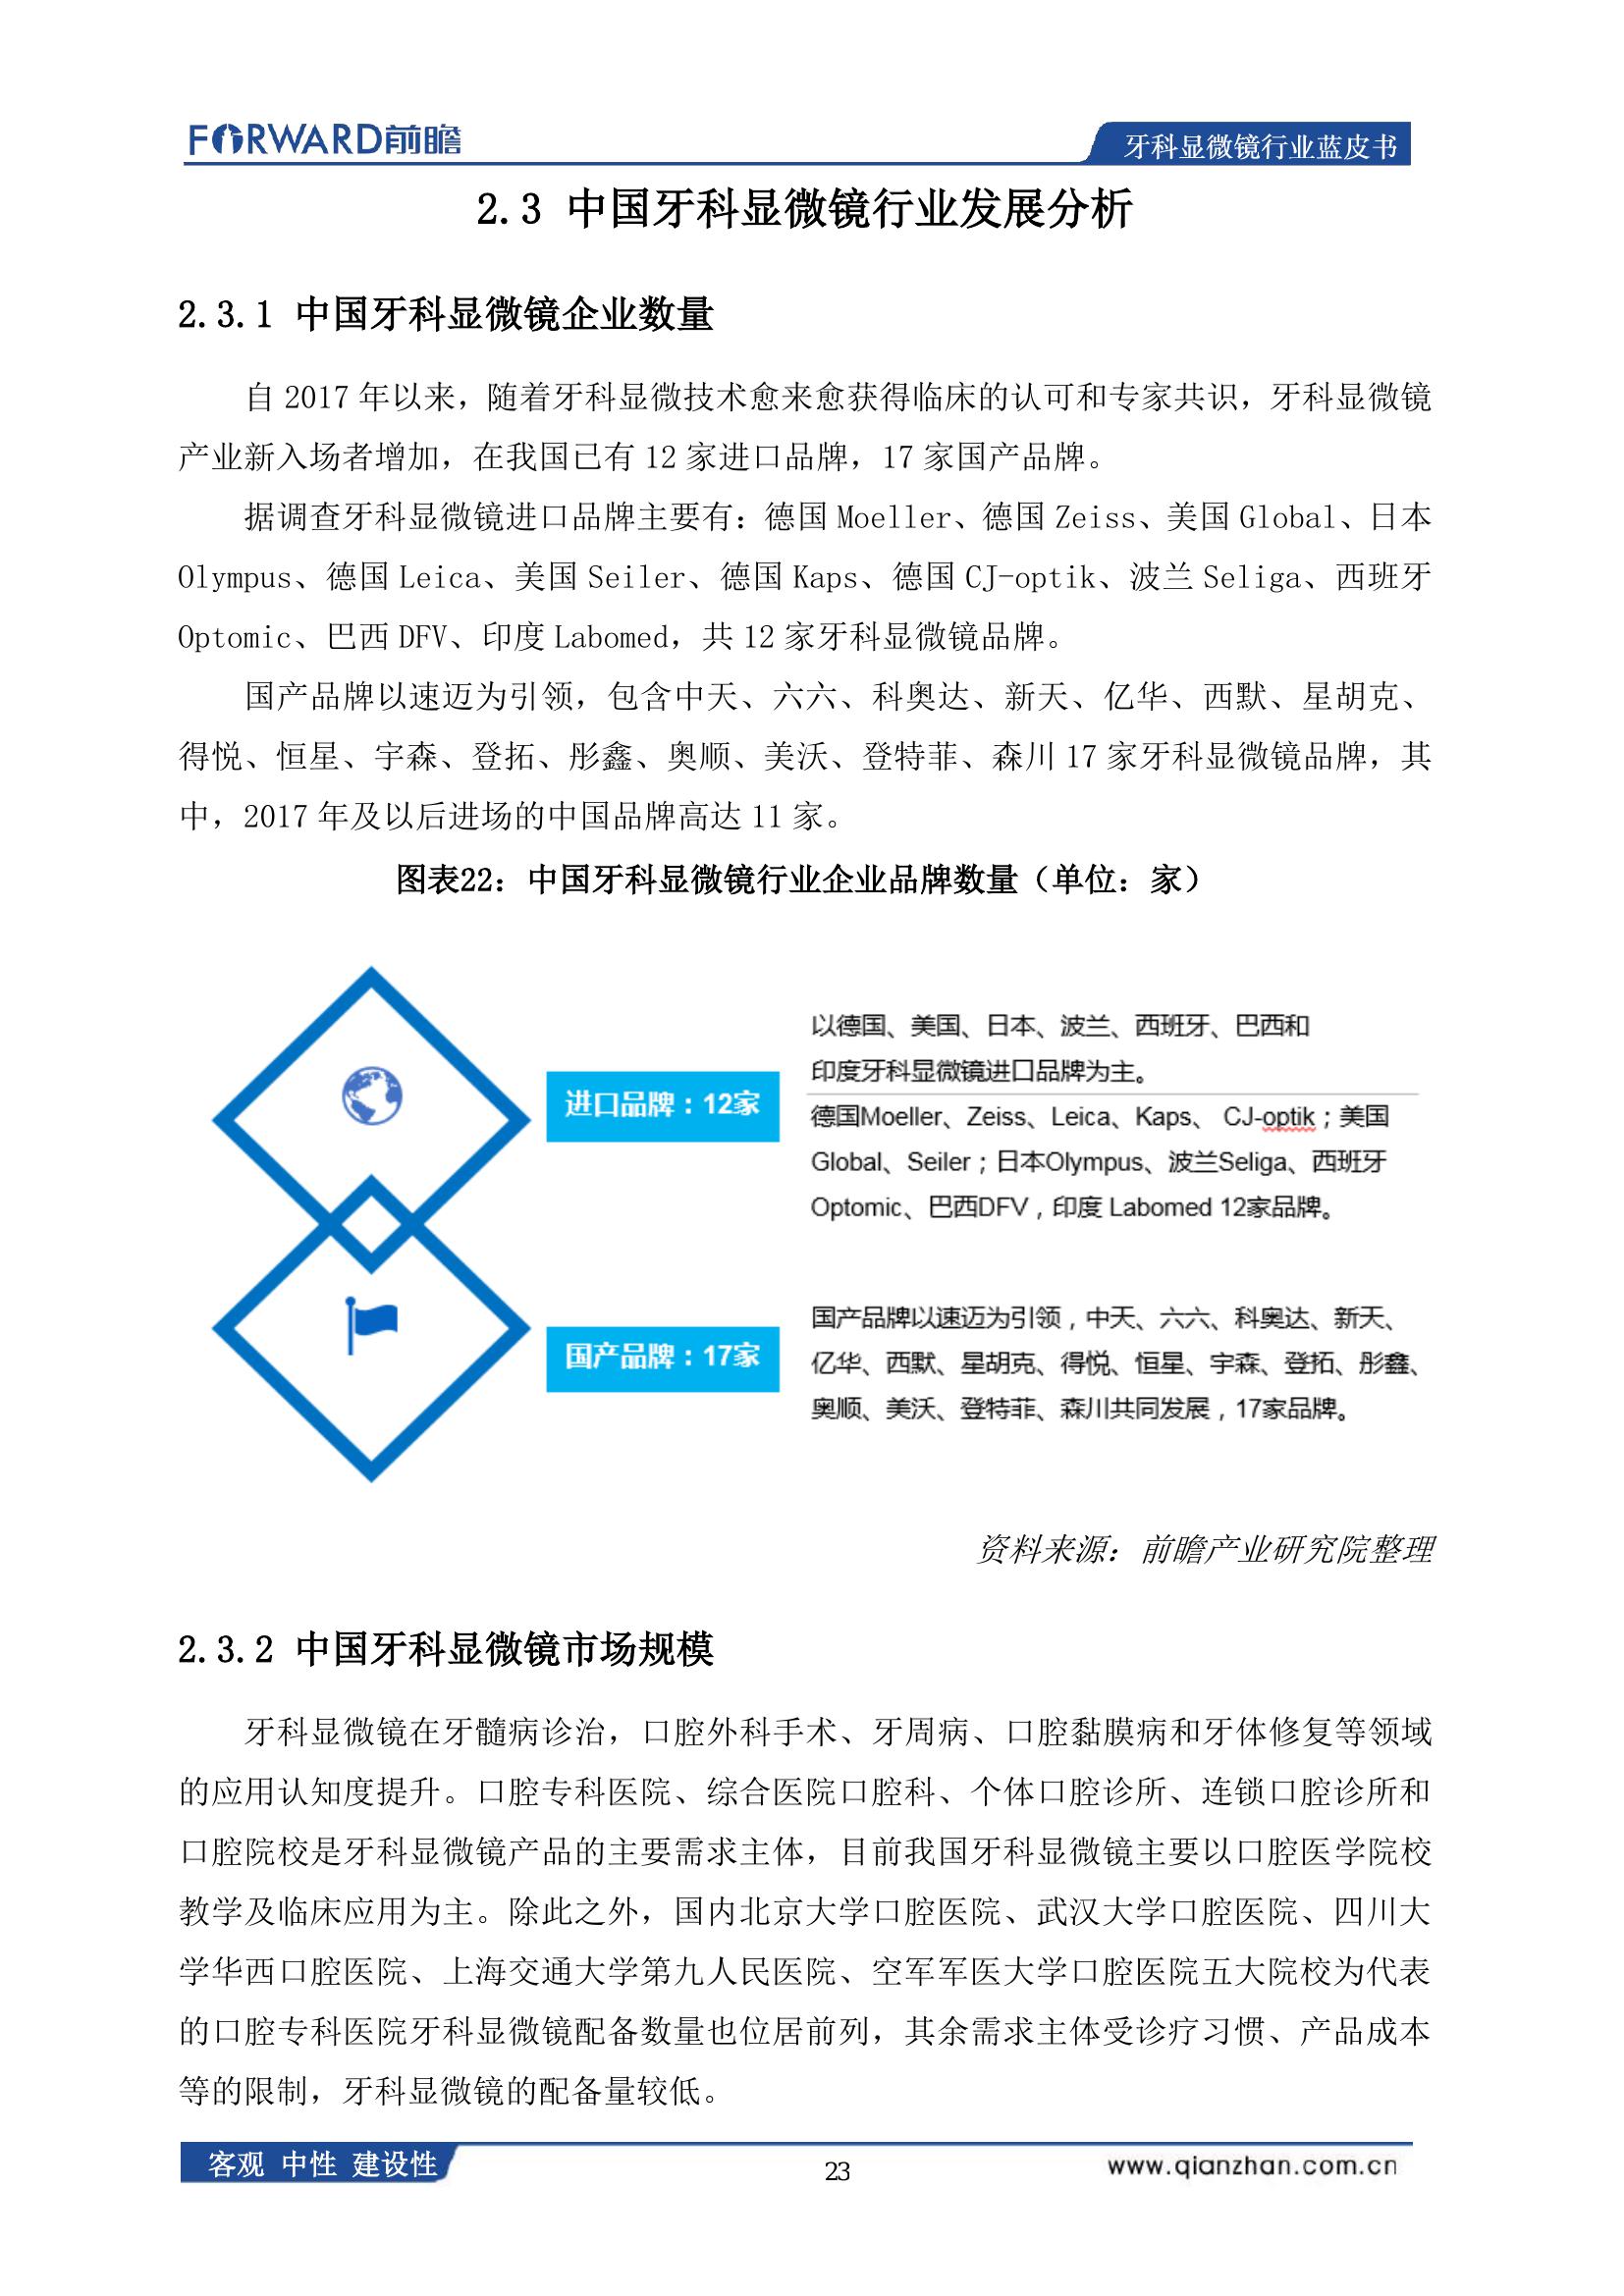 FORWARD前瞻
牙科显微镜行业蓝皮书
2.3 中国牙科显微镜行业发展分析
2.3.1 中国牙科显微镜企业数量
自 2017 年以来，随着牙科显微技术愈来愈获得临床的认可和专家共识，牙科显微镜
产业新入场者增加，在我国已有 12 家进口品牌，17 家国产品牌。
据调查牙科显微镜进口品牌主要有：德国 Moeller、德国 Zeiss、美国 Global、日本
Olympus、德国 Leica、美国 Seiler、德国 Kaps、德国 CJ-optik、波兰 Seliga、西班牙
Optomic、巴西 DFV、印度 Labomed，共 12 家牙科显微镜品牌。
国产品牌以速迈为引领，包含中天、六六、科奥达、新天、亿华、西默、星胡克、
得悦、恒星、宇森、登拓、彤鑫、奥顺、美沃、登特菲、森川 17 家牙科显微镜品牌，其
中，2017 年及以后进场的中国品牌高达 11 家。
图表22：中国牙科显微镜行业企业品牌数量（单位：家）
进口品牌：12家
以德国、美国、日本、波兰、西班牙、巴西和
印度牙科显微镜进口品牌为主。
德国Moeller、Zeiss、Leica、Kaps、 CJ-optik；美国
Global、Seiler；日本Olympus、波兰Seliga、西班牙
Optomic、巴西DFV，印度 Labomed 12家品牌。
国产品牌：17家
国产品牌以速迈为引领，中天、六六、科奥达、新天、
亿华、西默、星胡克、得悦、恒星、宇森、登拓、彤鑫、
奥顺、美沃、登特菲、森川共同发展，17家品牌。
资料来源：前瞻产业研究院整理
2.3.2 中国牙科显微镜市场规模
牙科显微镜在牙髓病诊治，口腔外科手术、牙周病、口腔黏膜病和牙体修复等领域
的应用认知度提升。口腔专科医院、综合医院口腔科、个体口腔诊所、连锁口腔诊所和
口腔院校是牙科显微镜产品的主要需求主体，目前我国牙科显微镜主要以口腔医学院校
教学及临床应用为主。除此之外，国内北京大学口腔医院、武汉大学口腔医院、四川大
学华西口腔医院、上海交通大学第九人民医院、空军军医大学口腔医院五大院校为代表
的口腔专科医院牙科显微镜配备数量也位居前列，其余需求主体受诊疗习惯、产品成本
等的限制，牙科显微镜的配备量较低。
客观 中性 建设性
23
www.qianzhan.com.cn